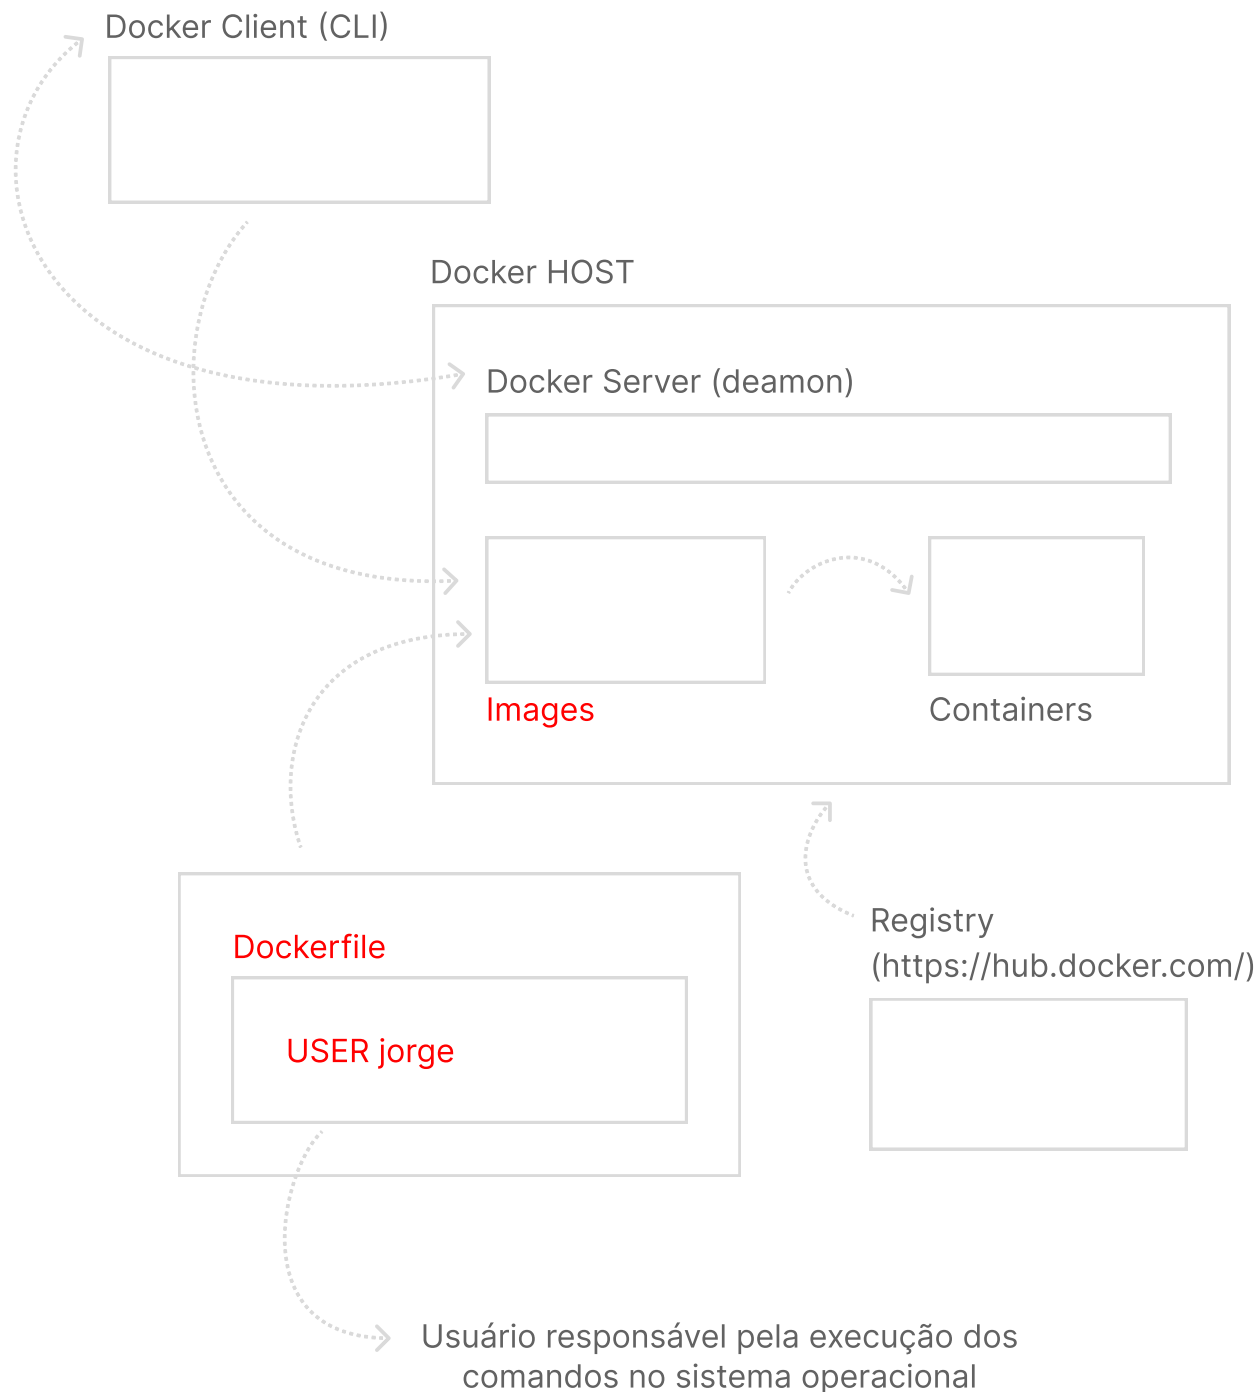 Docker Client (CLI)
Docker HOST
Docker Server (deamon)
Images
Containers
Dockerfile
USER jorge
Registry
(https://hub.docker.com/)
Usuário responsável pela execução dos
comandos no sistema operacional